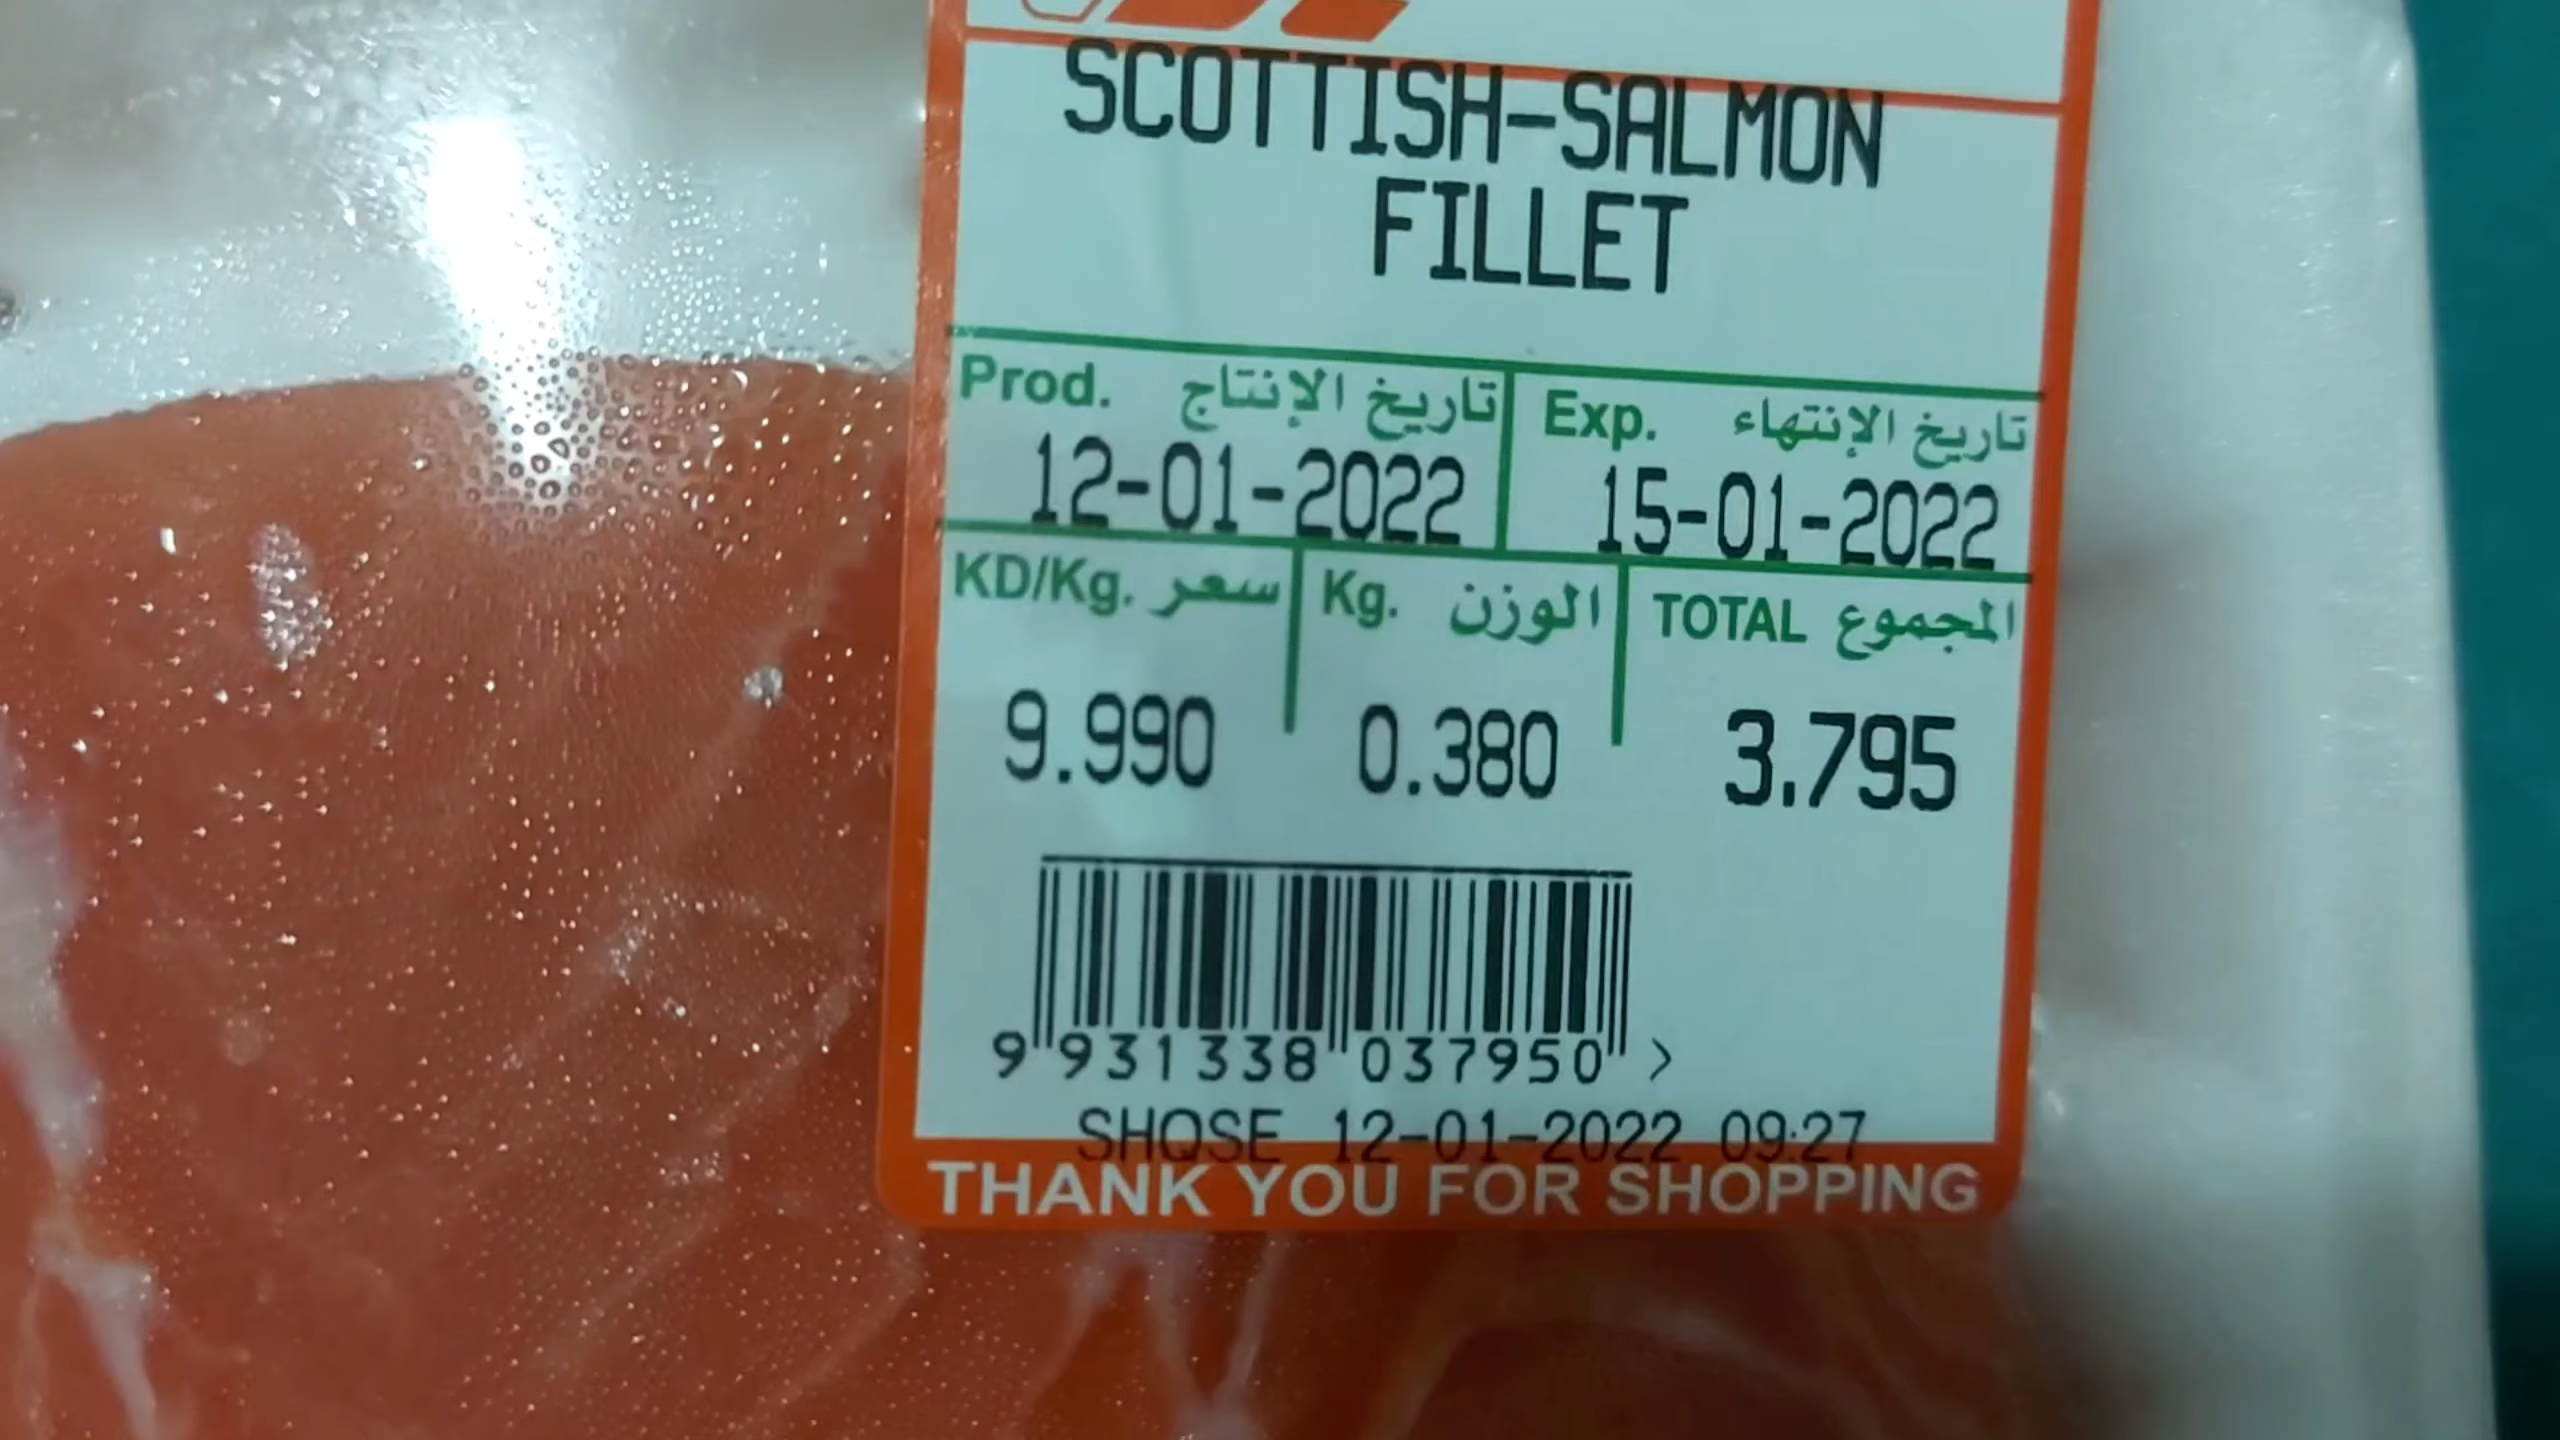 SCOTTISH-SALMON
FILLET
Prod. تاريخ الإنتاج Exp. تاريخ الإنتهاء
12-01-2022 15-01-2022
KD/Kg. سعر Kg. الوزن TOTAL المجموع
9.990 0.380 3.795
9 931338 037950 >
SHQSE 12-01-2022 09:27
THANK YOU FOR SHOPPING